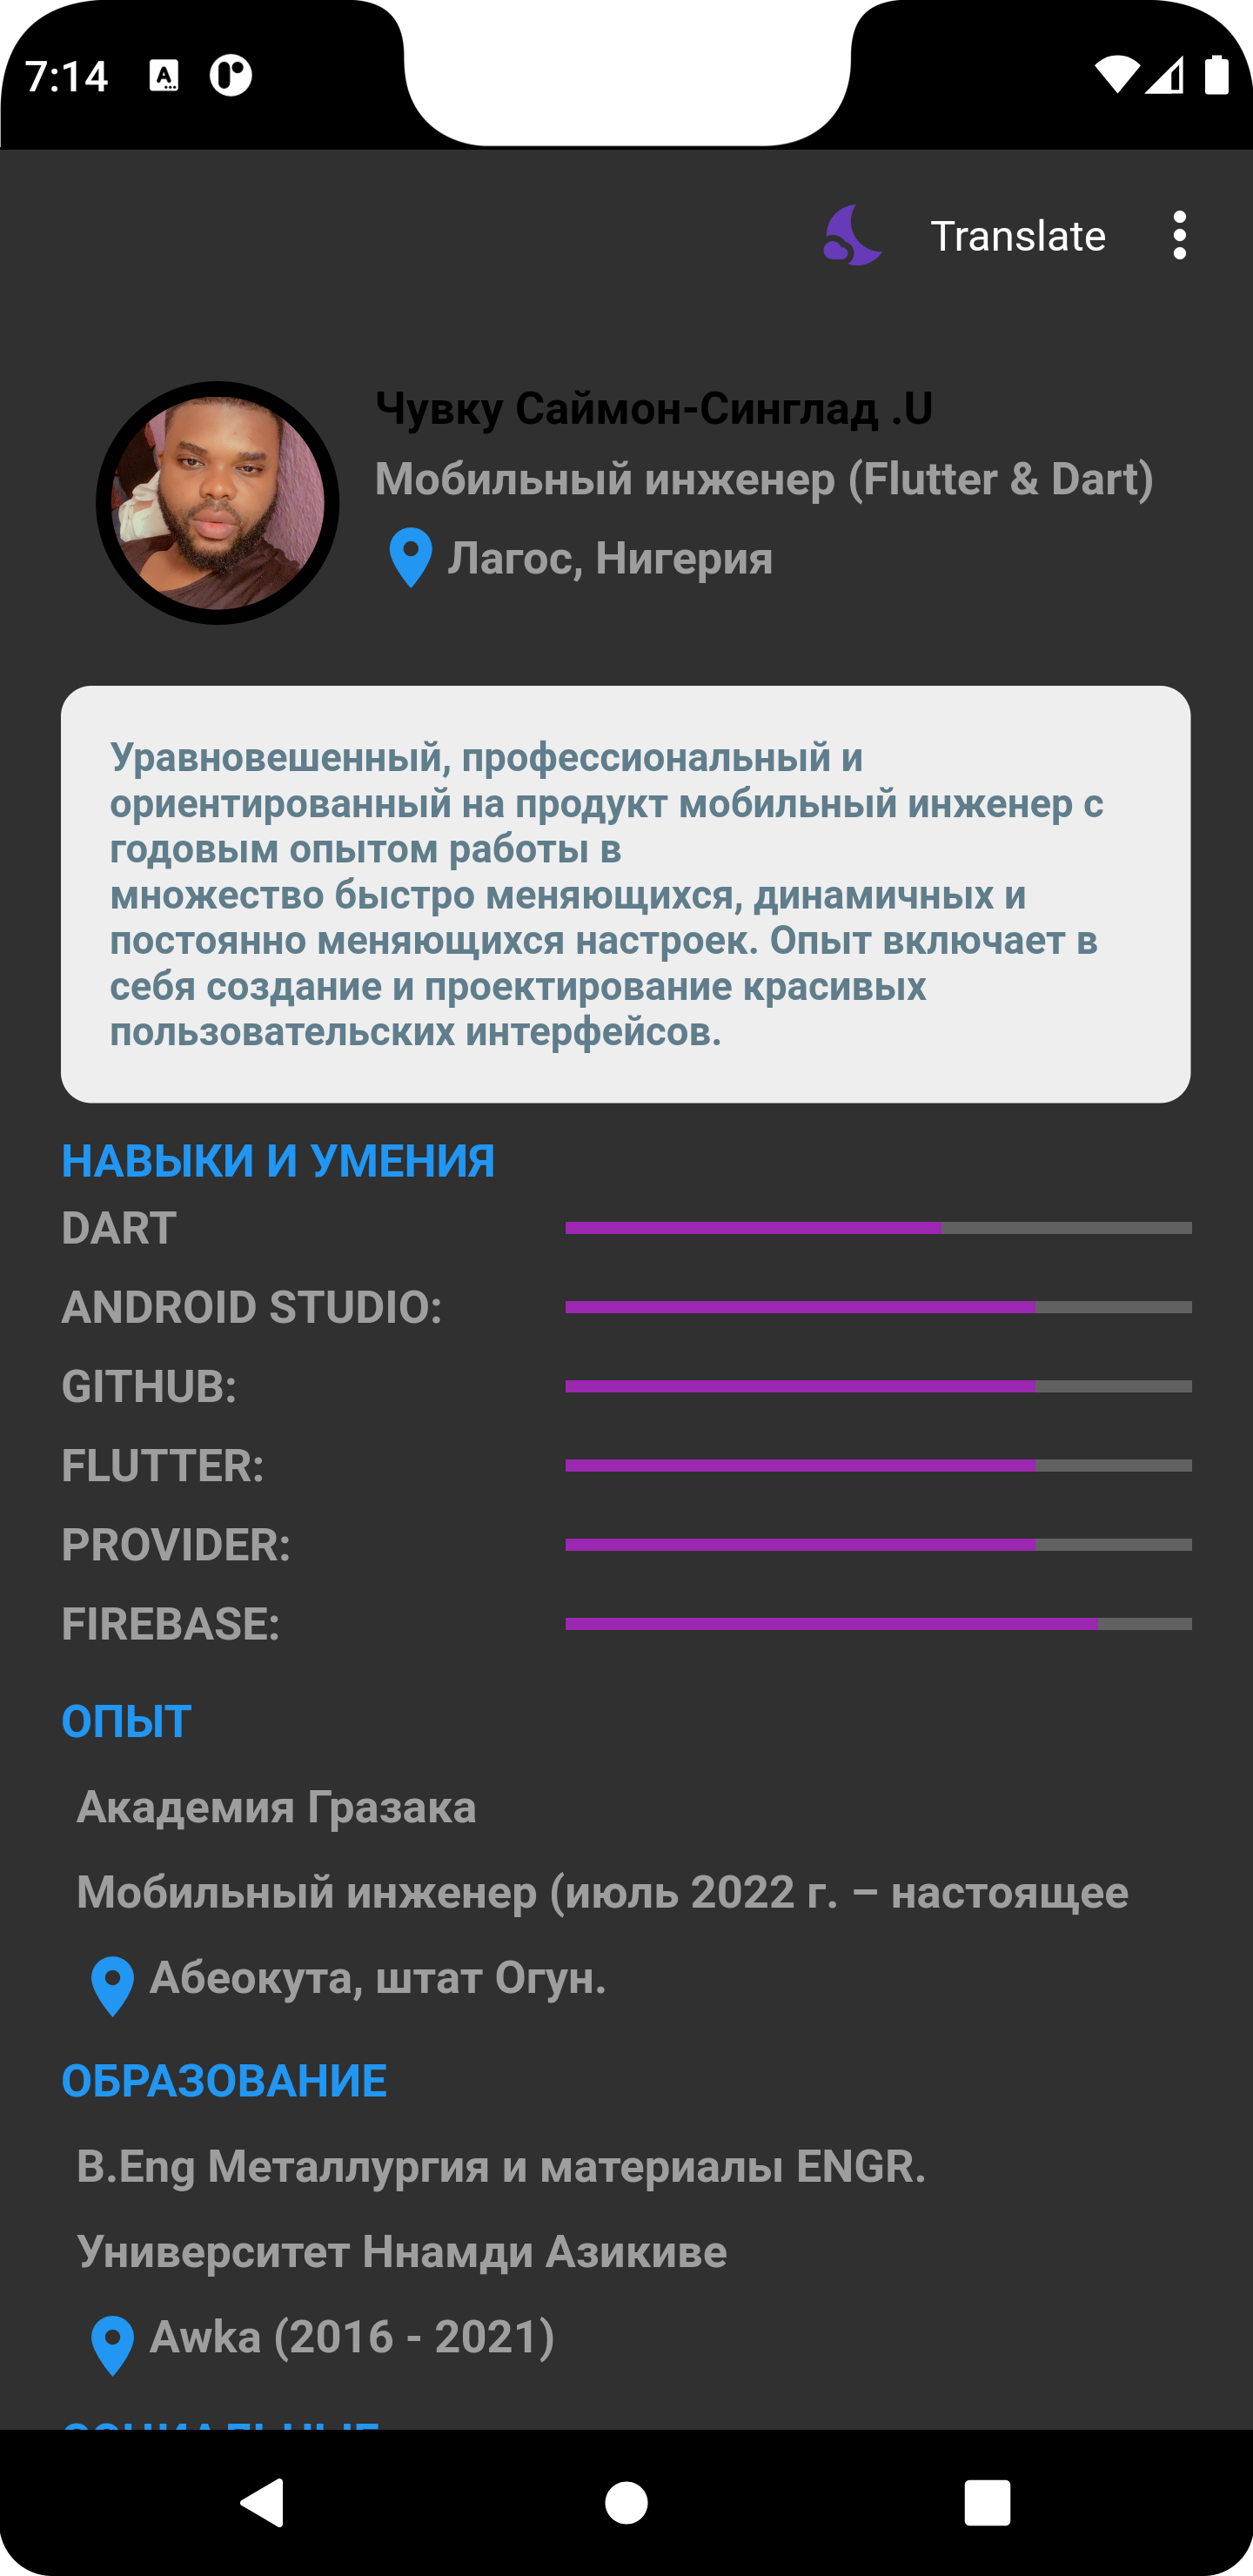 7:14
Translate
Чувку Саймон-Синглад .U
Мобильный инженер (Flutter & Dart)
Лагос, Нигерия
Уравновешенный, профессиональный и
ориентированный на продукт мобильный инженер с
годовым опытом работы в
множество быстро меняющихся, динамичных и
постоянно меняющихся настроек. Опыт включает в
себя создание и проектирование красивых
пользовательских интерфейсов.
НАВЫКИ И УМЕНИЯ
DART
ANDROID STUDIO:
GITHUB:
FLUTTER:
PROVIDER:
FIREBASE:
ОПЫТ
Академия Гразака
Мобильный инженер (июль 2022 г. – настоящее
Абеокута, штат Огун.
ОБРАЗОВАНИЕ
B.Eng Металлургия и материалы ENGR.
Университет Ннамди Азикиве
Awka (2016 - 2021)
СОЦИАЛЬНЫЕ